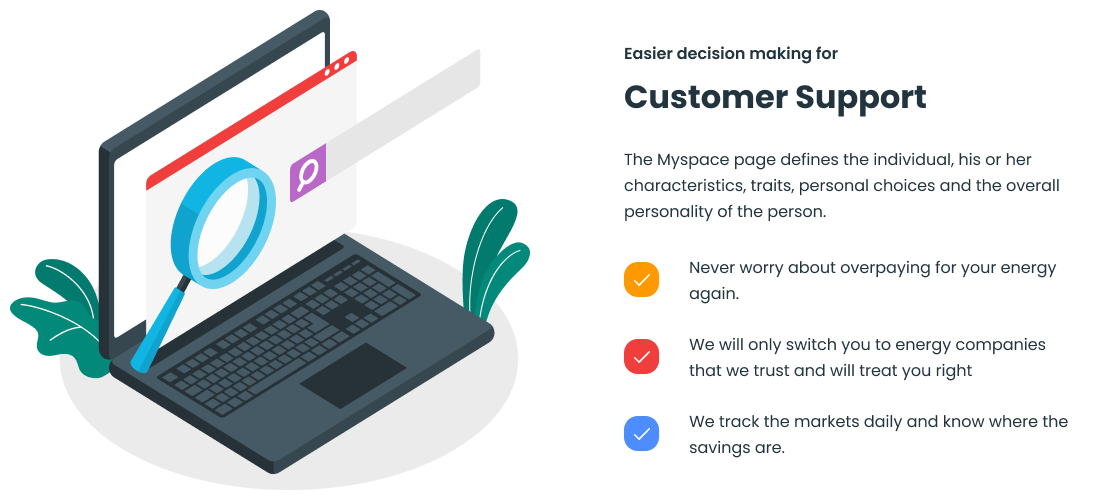 Easier decision making for
Customer Support
The Myspace page defines the individual, his or her
characteristics, traits, personal choices and the overall
personality of the person.
Never worry about overpaying for your energy
again.
We will only switch you to energy companies
that we trust and will treat you right
We track the markets daily and know where the
savings are.